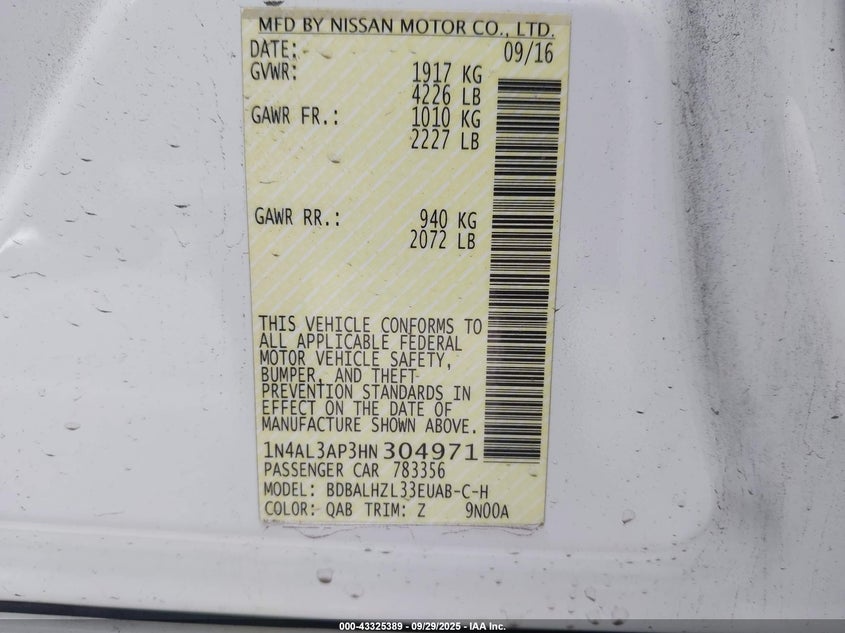 MFD BY NISSAN MOTOR CO., LTD.
DATE: 09/16
GVWR: 1917 KG
4226 LB
GAWR FR.: 1010 KG
2227 LB
GAWR RR.: 940 KG
2072 LB
THIS VEHICLE CONFORMS TO
ALL APPLICABLE FEDERAL
MOTOR VEHICLE SAFETY,
BUMPER, AND THEFT
PREVENTION STANDARDS IN
EFFECT ON THE DATE OF
MANUFACTURE SHOWN ABOVE.
1N4AL3AP3HN304971
PASSENGER CAR 783356
MODEL: BDBALHZL33EUAB-C-H
COLOR: QAB TRIM: Z 9N00A
000-43325389 - 09/29/2025 - IAA Inc.